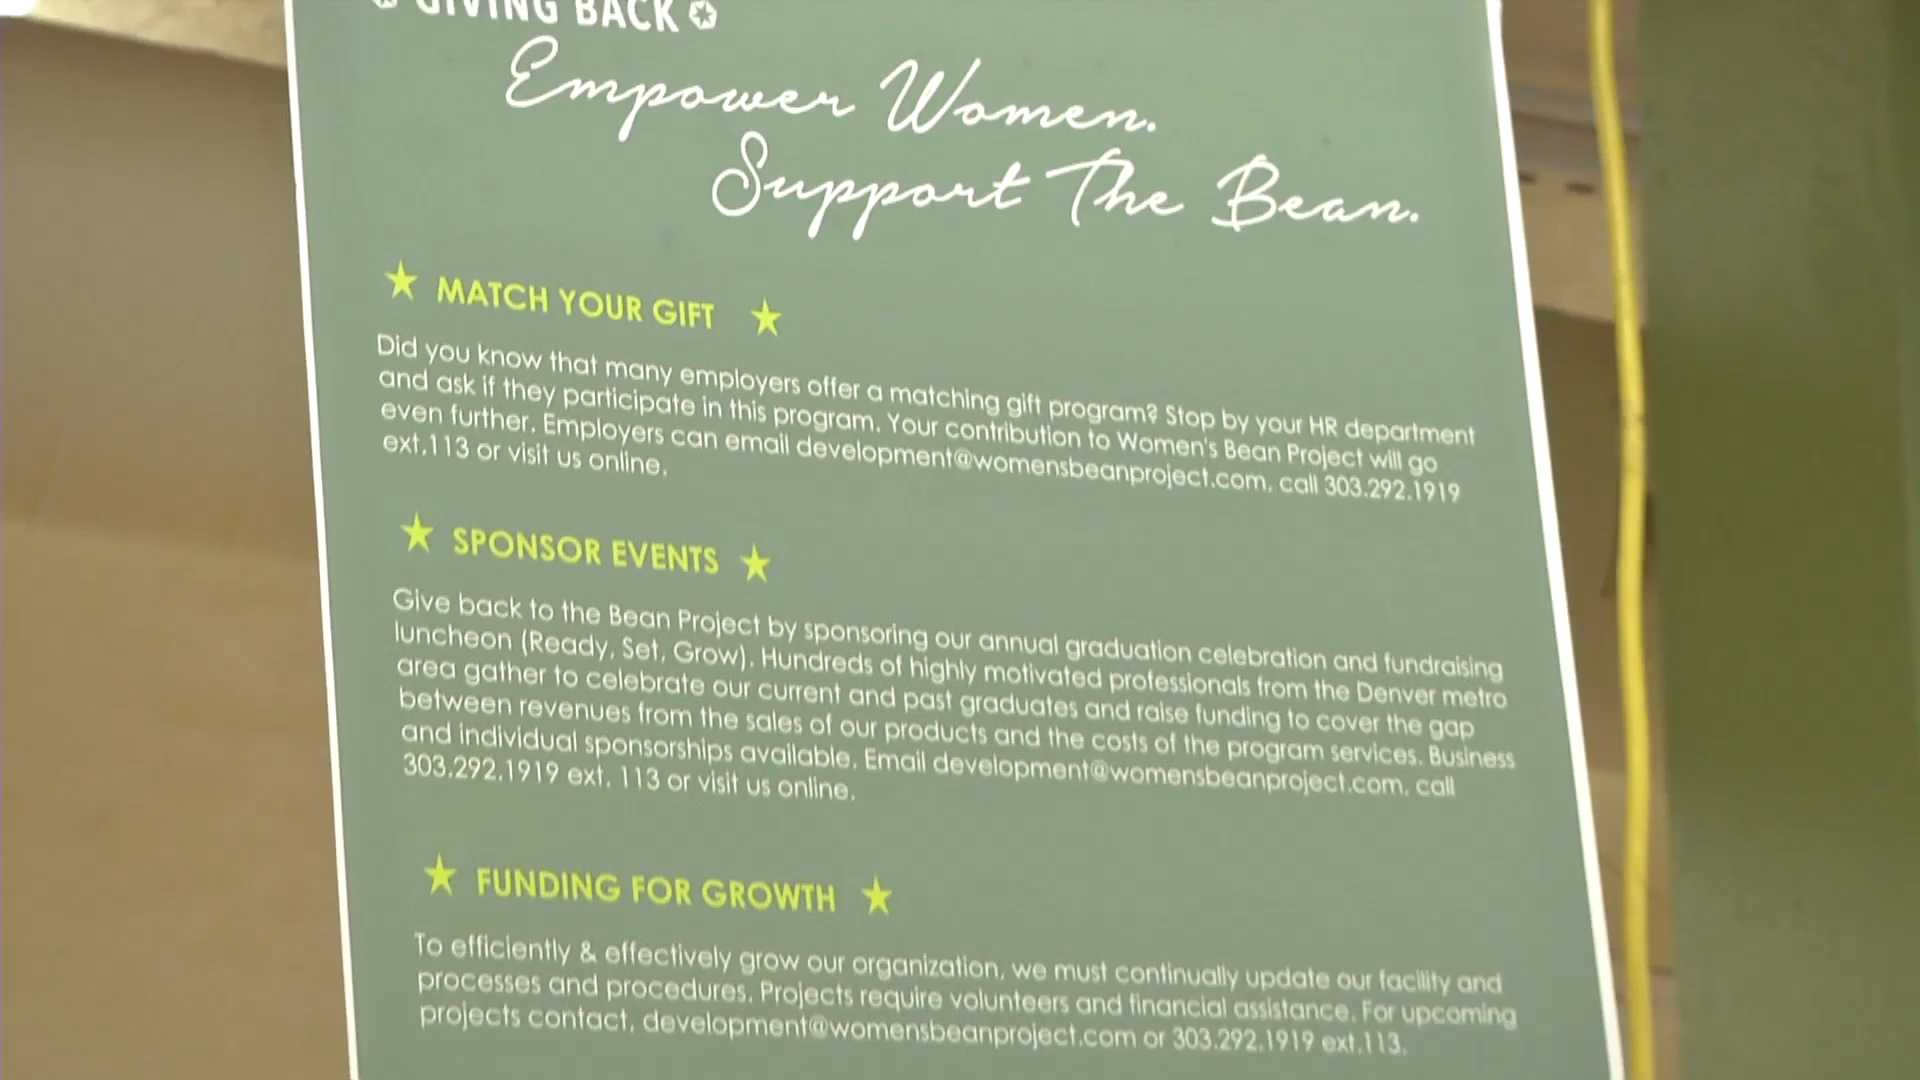 GIVING BACK
Empower Women.
Support The Bean.
MATCH YOUR GIFT
Did you know that many employers offer a matching gift program? Stop by your HR department
and ask if they participate in this program. Your contribution to Women's Bean Project will go
even further. Employers can email development@womensbeanproject.com, call 303.292.1919
ext.113 or visit us online.
SPONSOR EVENTS
Give back to the Bean Project by sponsoring our annual graduation celebration and fundraising
luncheon (Ready, Set, Grow). Hundreds of highly motivated professionals from the Denver metro
area gather to celebrate our current and past graduates and raise funding to cover the gap
between revenues from the sales of our products and the costs of the program services. Business
and individual sponsorships available. Email development@womensbeanproject.com, call
303.292.1919 ext. 113 or visit us online.
FUNDING FOR GROWTH
To efficiently & effectively grow our organization, we must continually update our facility and
processes and procedures. Projects require volunteers and financial assistance. For upcoming
projects contact, development@womensbeanproject.com or 303.292.1919 ext.113.